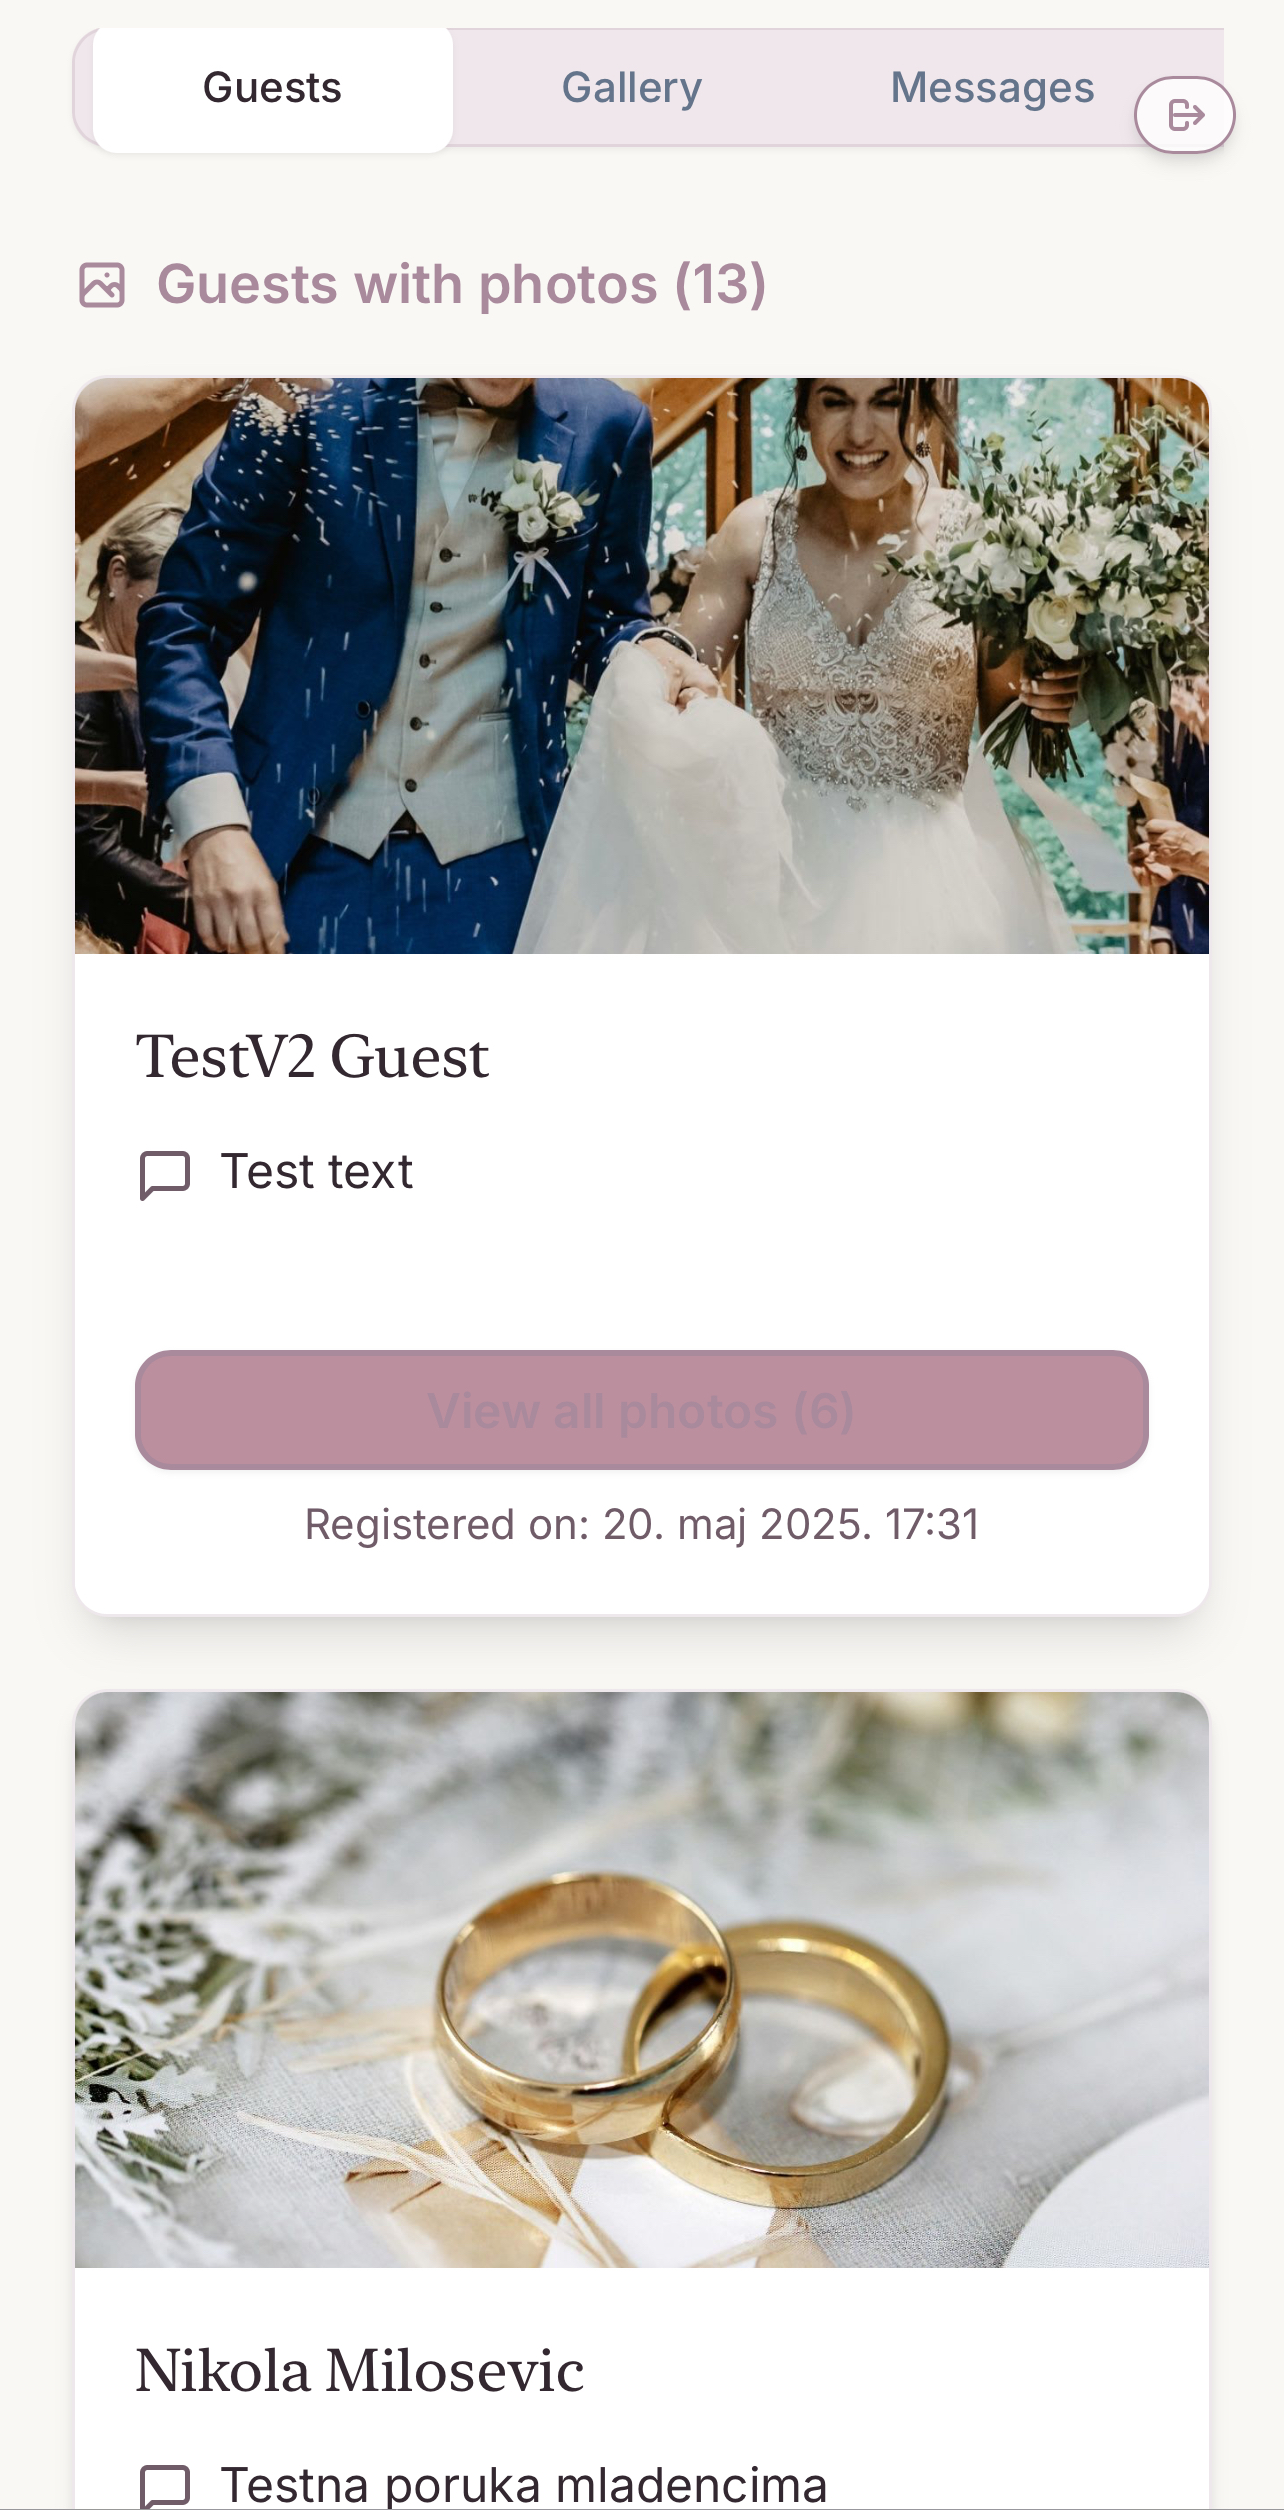 Guests
Gallery
Messages
Guests with photos (13)
TestV2 Guest
Test text
View all photos (6)
Registered on: 20. maj 2025. 17:31
Nikola Milosevic
Testna poruka mladencima